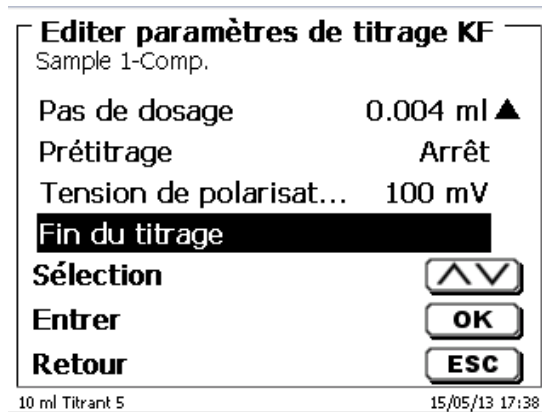 Editer paramètres de titrage KF
Sample 1-Comp.
Pas de dosage 0.004 ml
Prétitrage Arrêt
Tension de polarisat... 100 mV
Fin du titrage
Sélection
Entrer OK
Retour ESC
10 ml Titrant 5 15/05/13 17:38